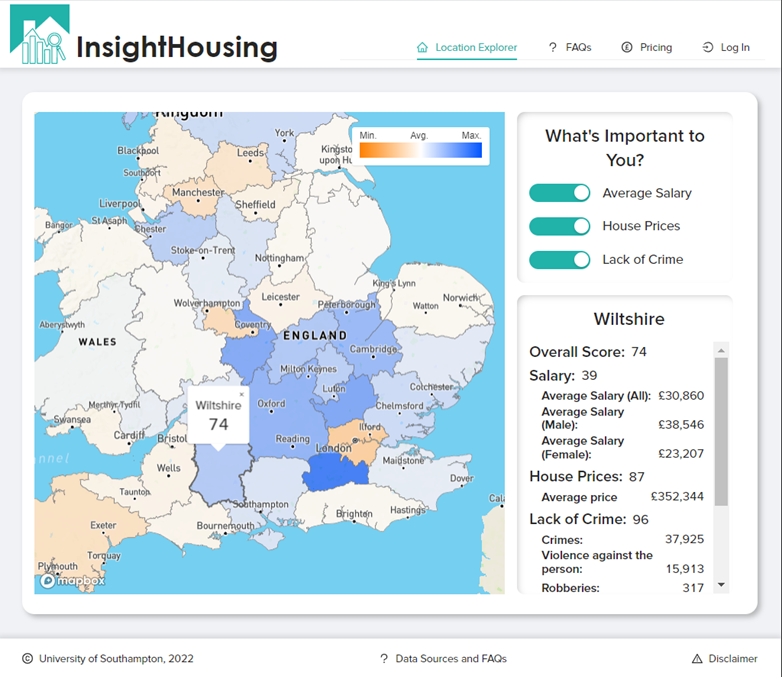 InsightHousing
Location Explorer
? FAQs
Pricing
Log In
Kingdom
York
Blackpool
Leeds
Southport
Manchester
Liverpool
Sheffield
Bangor
St Asaph
Chester
Stoke-on-Trent
Nottingham
King's Lynn
Wolverhampton
Leicester
Peterborough
Watton
Norwich
Aberystwyth
Coventry
WALES
ENGLAND
Cambridge
Milton Keynes
Merthyr Tydfil
Luton
Colchester
Oxford
Chelmsford
Swansea
Cardiff
Bristol
Reading
Ilford
London
Wells
Maidstone
Dover
Taunton
Southampton
Exeter
Bournemouth
Brighton
Hastings
Torquay
Plymouth
mapbox
Min. Avg. Max.
×
Wiltshire
74
What's Important to
You?
Average Salary
House Prices
Lack of Crime
Wiltshire
Overall Score: 74
Salary: 39
Average Salary (All): £30,860
Average Salary
(Male): £38,546
Average Salary
(Female): £23,207
House Prices: 87
Average price £352,344
Lack of Crime: 96
Crimes: 37,925
Violence against the
person: 15,913
Robberies: 317
© University of Southampton, 2022
? Data Sources and FAQs
Disclaimer